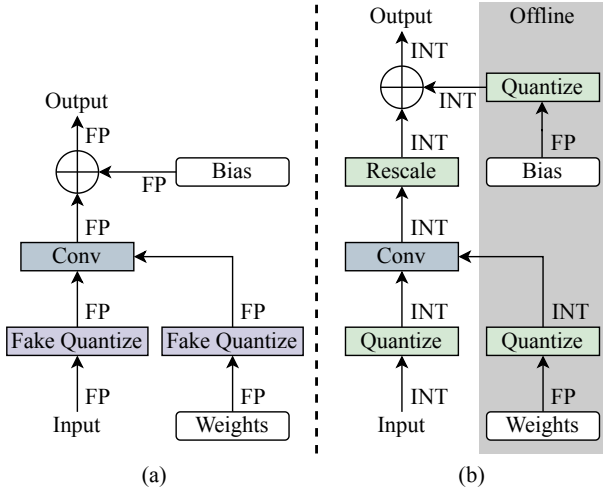 Output
FP
FP
Bias
FP
Conv
FP
FP
Fake Quantize
Fake Quantize
FP
FP
Input
Weights
(a)
Output
Offline
INT
INT
Quantize
INT
FP
Rescale
Bias
INT
Conv
INT
INT
Quantize
Quantize
INT
FP
Input
Weights
(b)